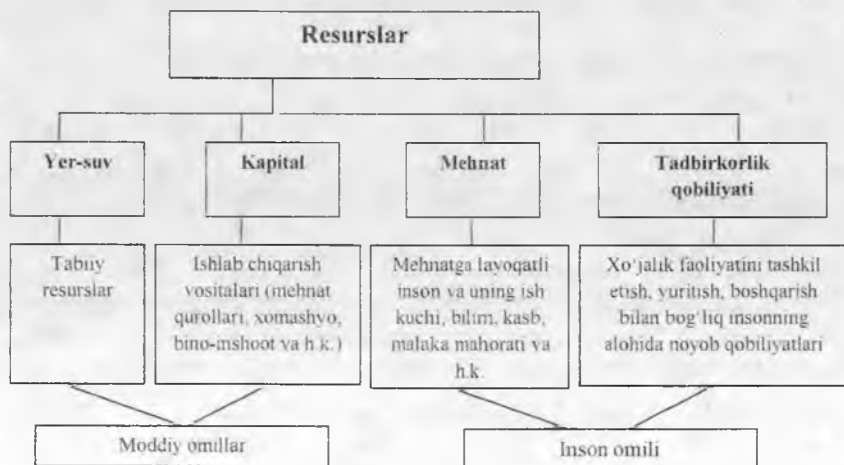 Resurslar
Yer-suv
Kapital
Mehnat
Tadbirkorlik
qobiliyati
Tabiiy
resurslar
Ishlab chiqarish
vositalari (mehnat
qurollari, xomashyo,
bino-inshoot va h.k.)
Mehnatga layoqatli
inson va uning ish
kuchi, bilim, kasb,
malaka mahorati va
h.k.
Xo‘jalik faoliyatini tashkil
etish, yuritish, boshqarish
bilan bog‘liq insonning
alohida noyob qobiliyatlari
Moddiy omillar
Inson omili